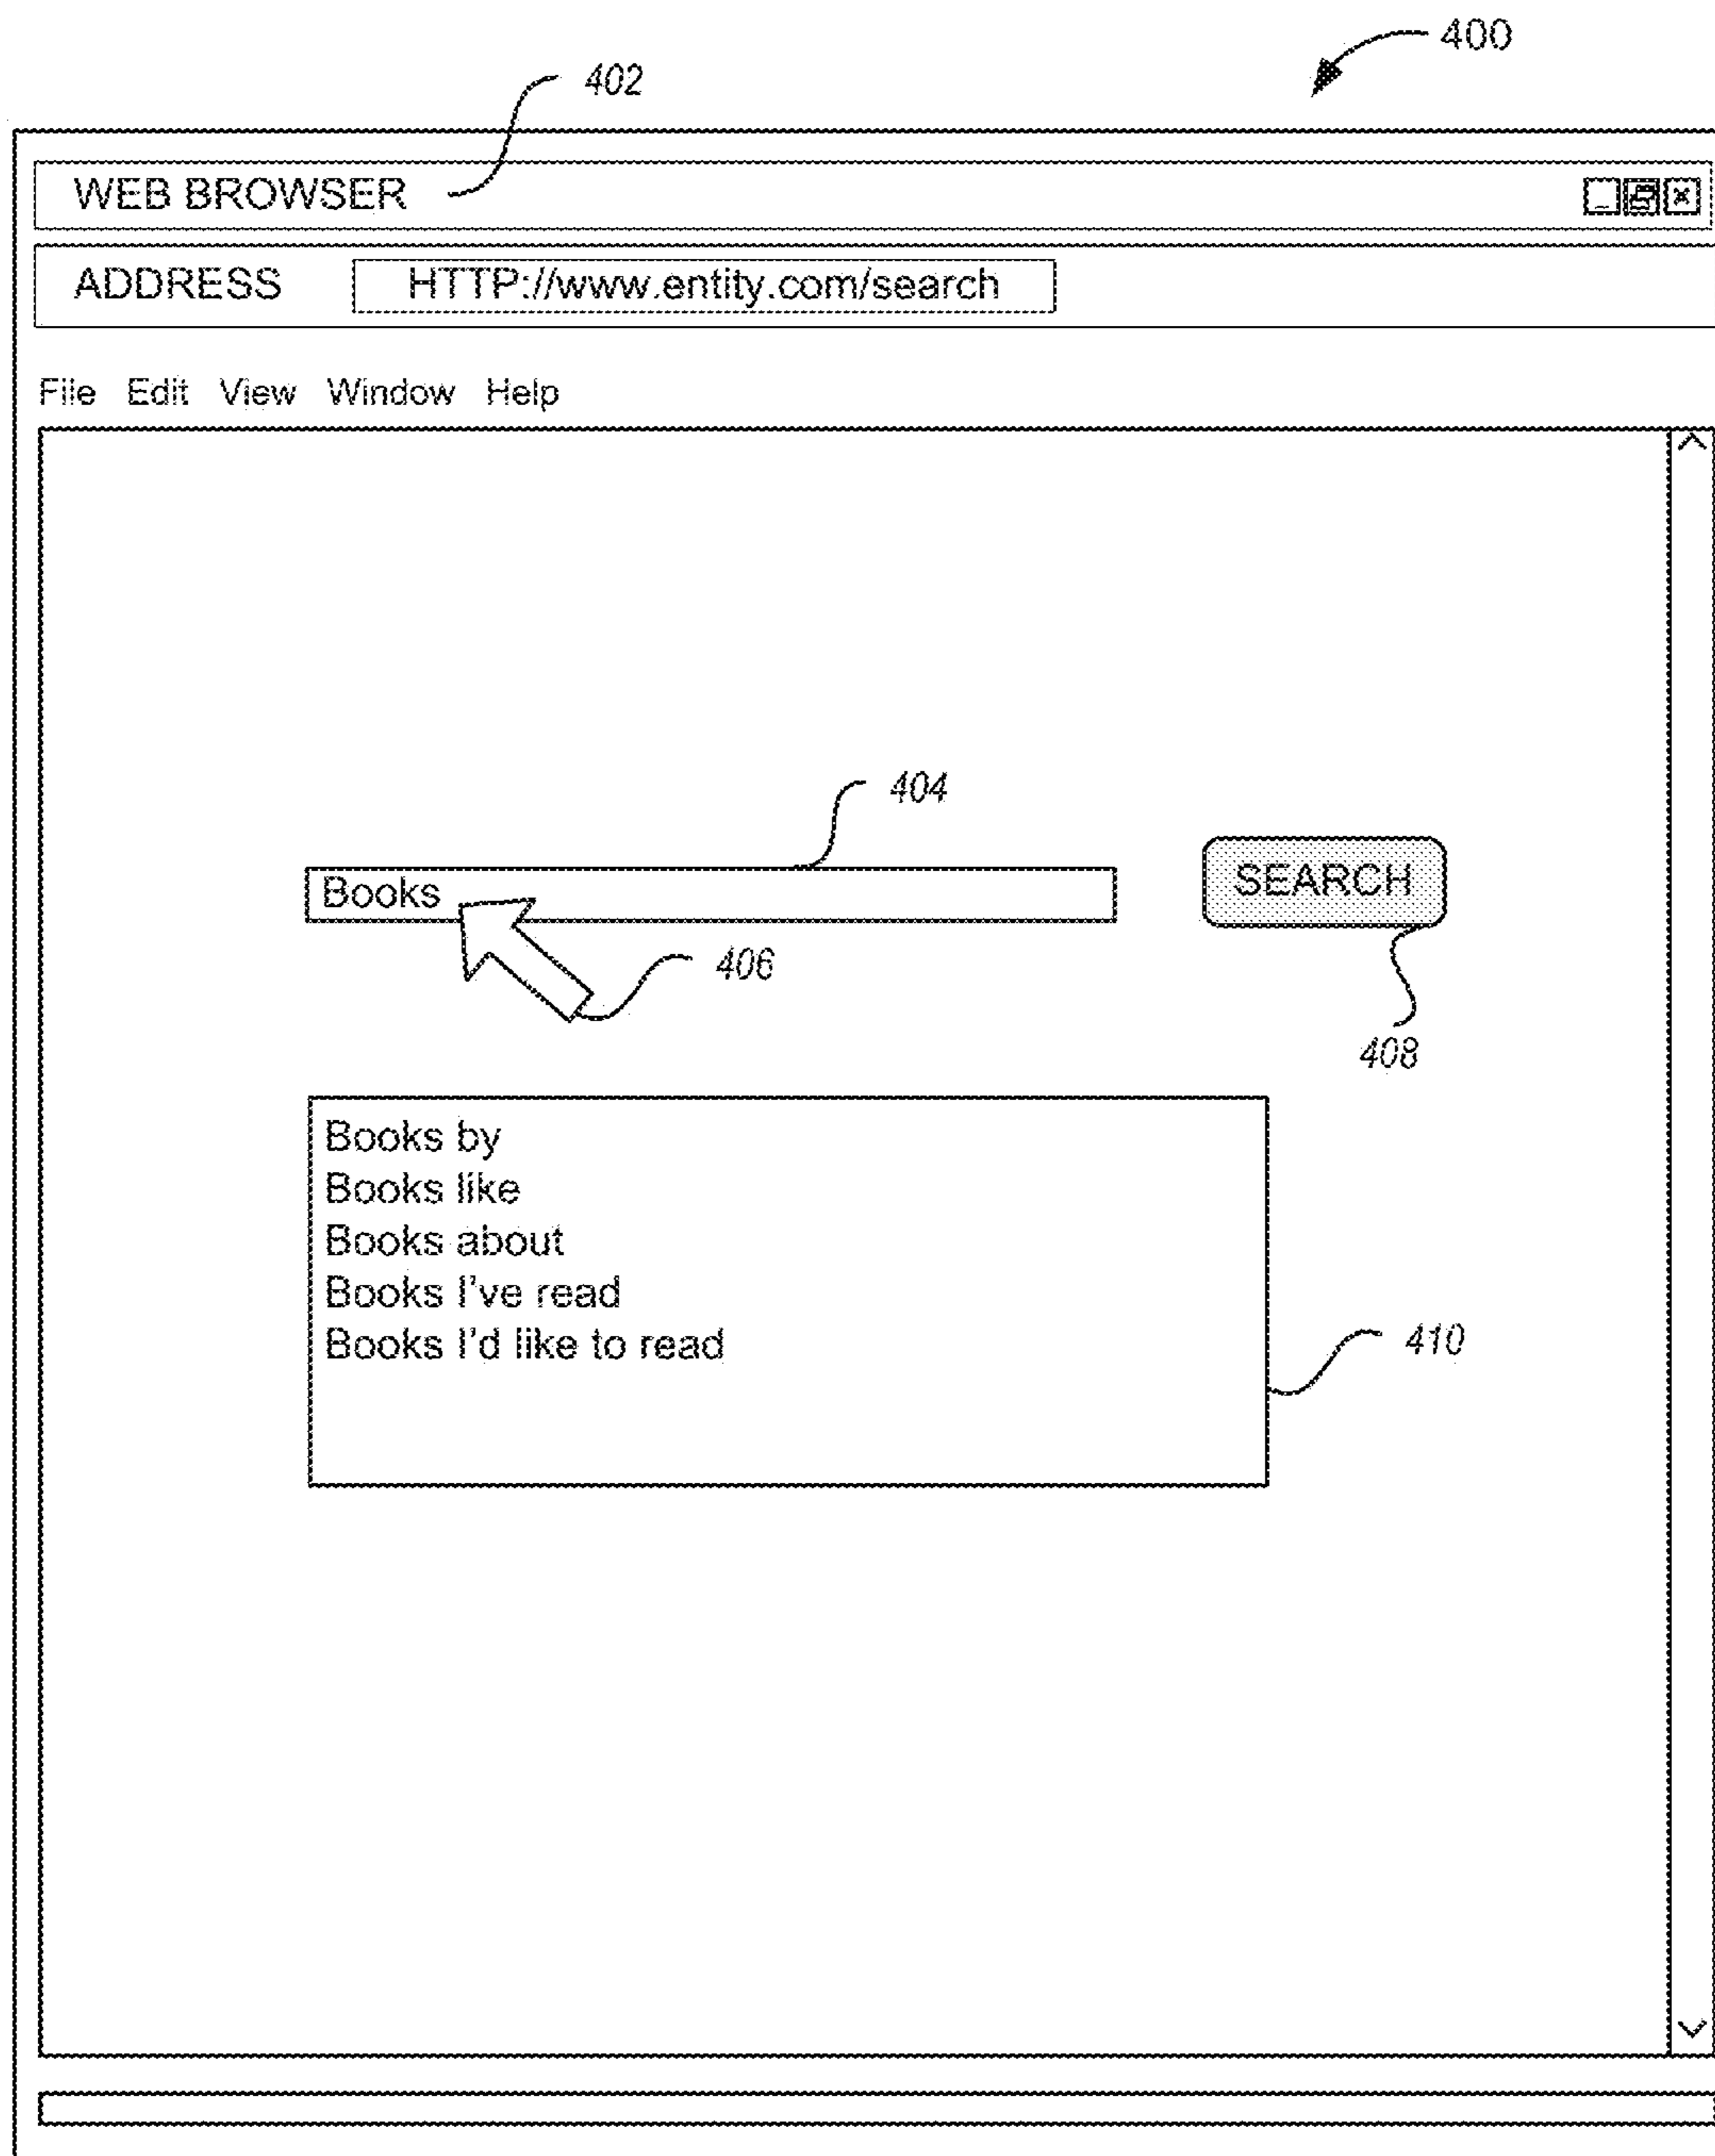 400
402
WEB BROWSER
ADDRESS HTTP://www.entity.com/search
File Edit View Window Help
404
Books
SEARCH
406
408
Books by
Books like
Books about
Books I've read
Books I'd like to read
410